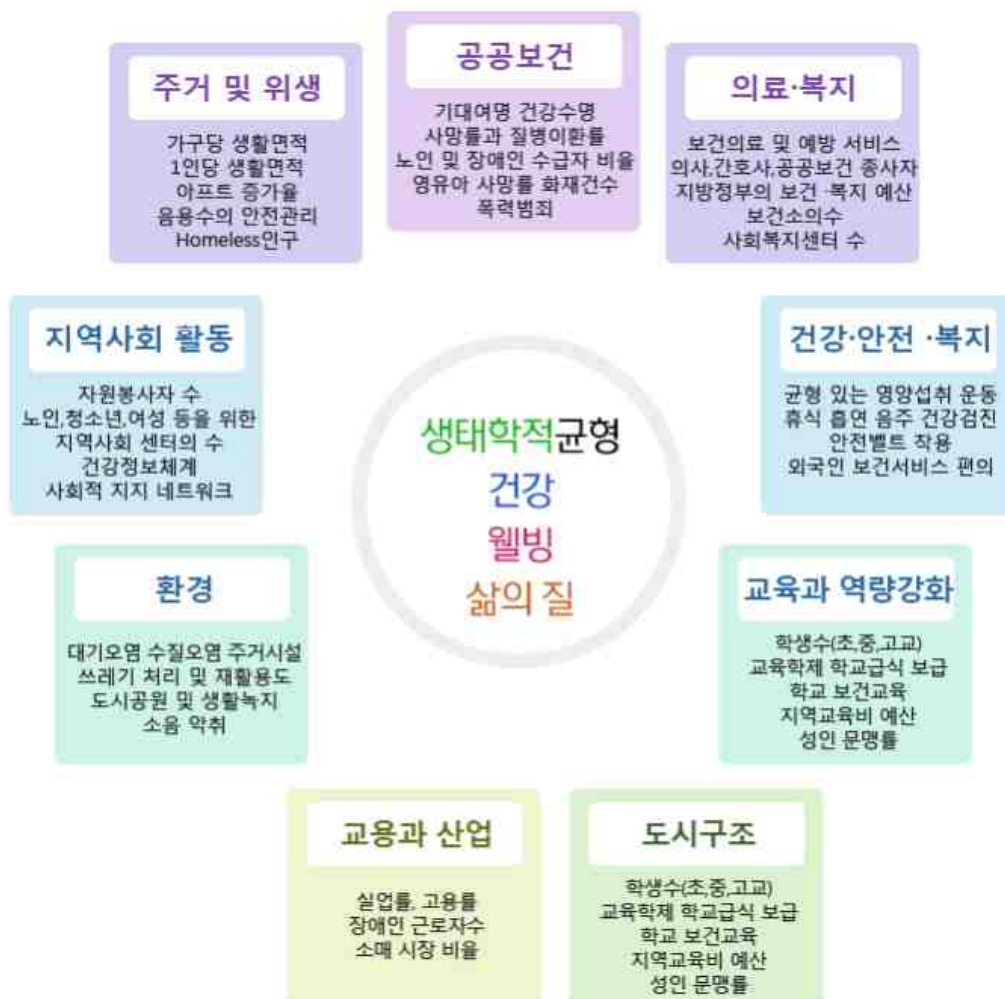 공공보건
기대여명 건강수명
사망률과 질병이환률
노인 및 장애인 수급자 비율
영유아 사망률 화재건수
폭력범죄
주거 및 위생
가구당 생활면적
1인당 생활면적
아프트 증가율
음용수의 안전관리
Homeless인구
의료·복지
보건의료 및 예방 서비스
의사,간호사,공공보건 종사자
지방정부의 보건 ·복지 예산
보건소의수
사회복지센터 수
지역사회 활동
자원봉사자 수
노인,청소년,여성 등을 위한
지역사회 센터의 수
건강정보체계
사회적 지지 네트워크
생태학적균형
건강
웰빙
삶의 질
건강·안전 ·복지
균형 있는 영양섭취 운동
휴식 흡연 음주 건강검진
안전벨트 착용
외국인 보건서비스 편의
환경
대기오염 수질오염 주거시설
쓰레기 처리 및 재활용도
도시공원 및 생활녹지
소음 악취
교육과 역량강화
학생수(초,중,고교)
교육학제 학교급식 보급
학교 보건교육
지역교육비 예산
성인 문맹률
교용과 산업
실업률, 고용률
장애인 근로자수
소매 시장 비율
도시구조
학생수(초,중,고교)
교육학제 학교급식 보급
학교 보건교육
지역교육비 예산
성인 문맹률